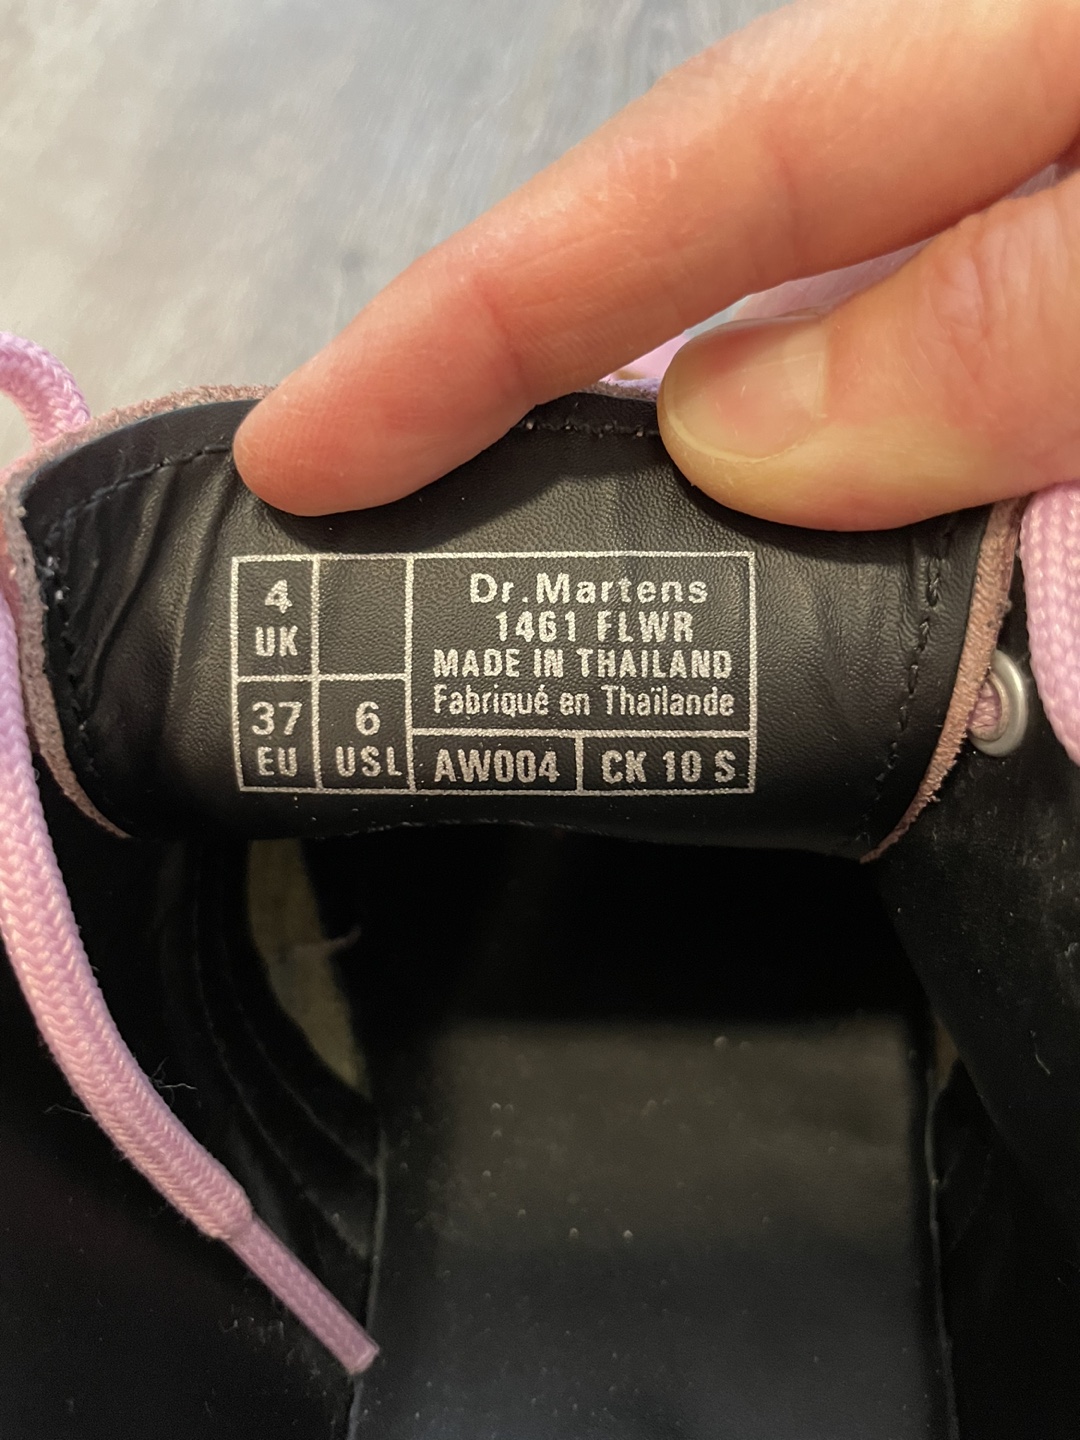 4
UK
37
EU
6
USL
Dr.Martens
1461 FLWR
MADE IN THAILAND
Fabriqué en Thaïlande
AW004
CK 10 S